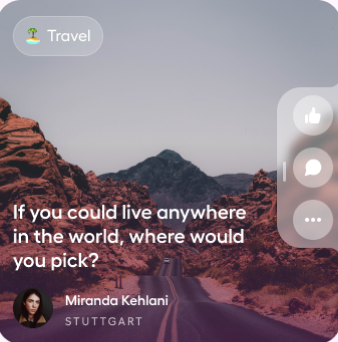 Travel
If you could live anywhere
in the world, where would
you pick?
Miranda Kehlani
STUTTGART